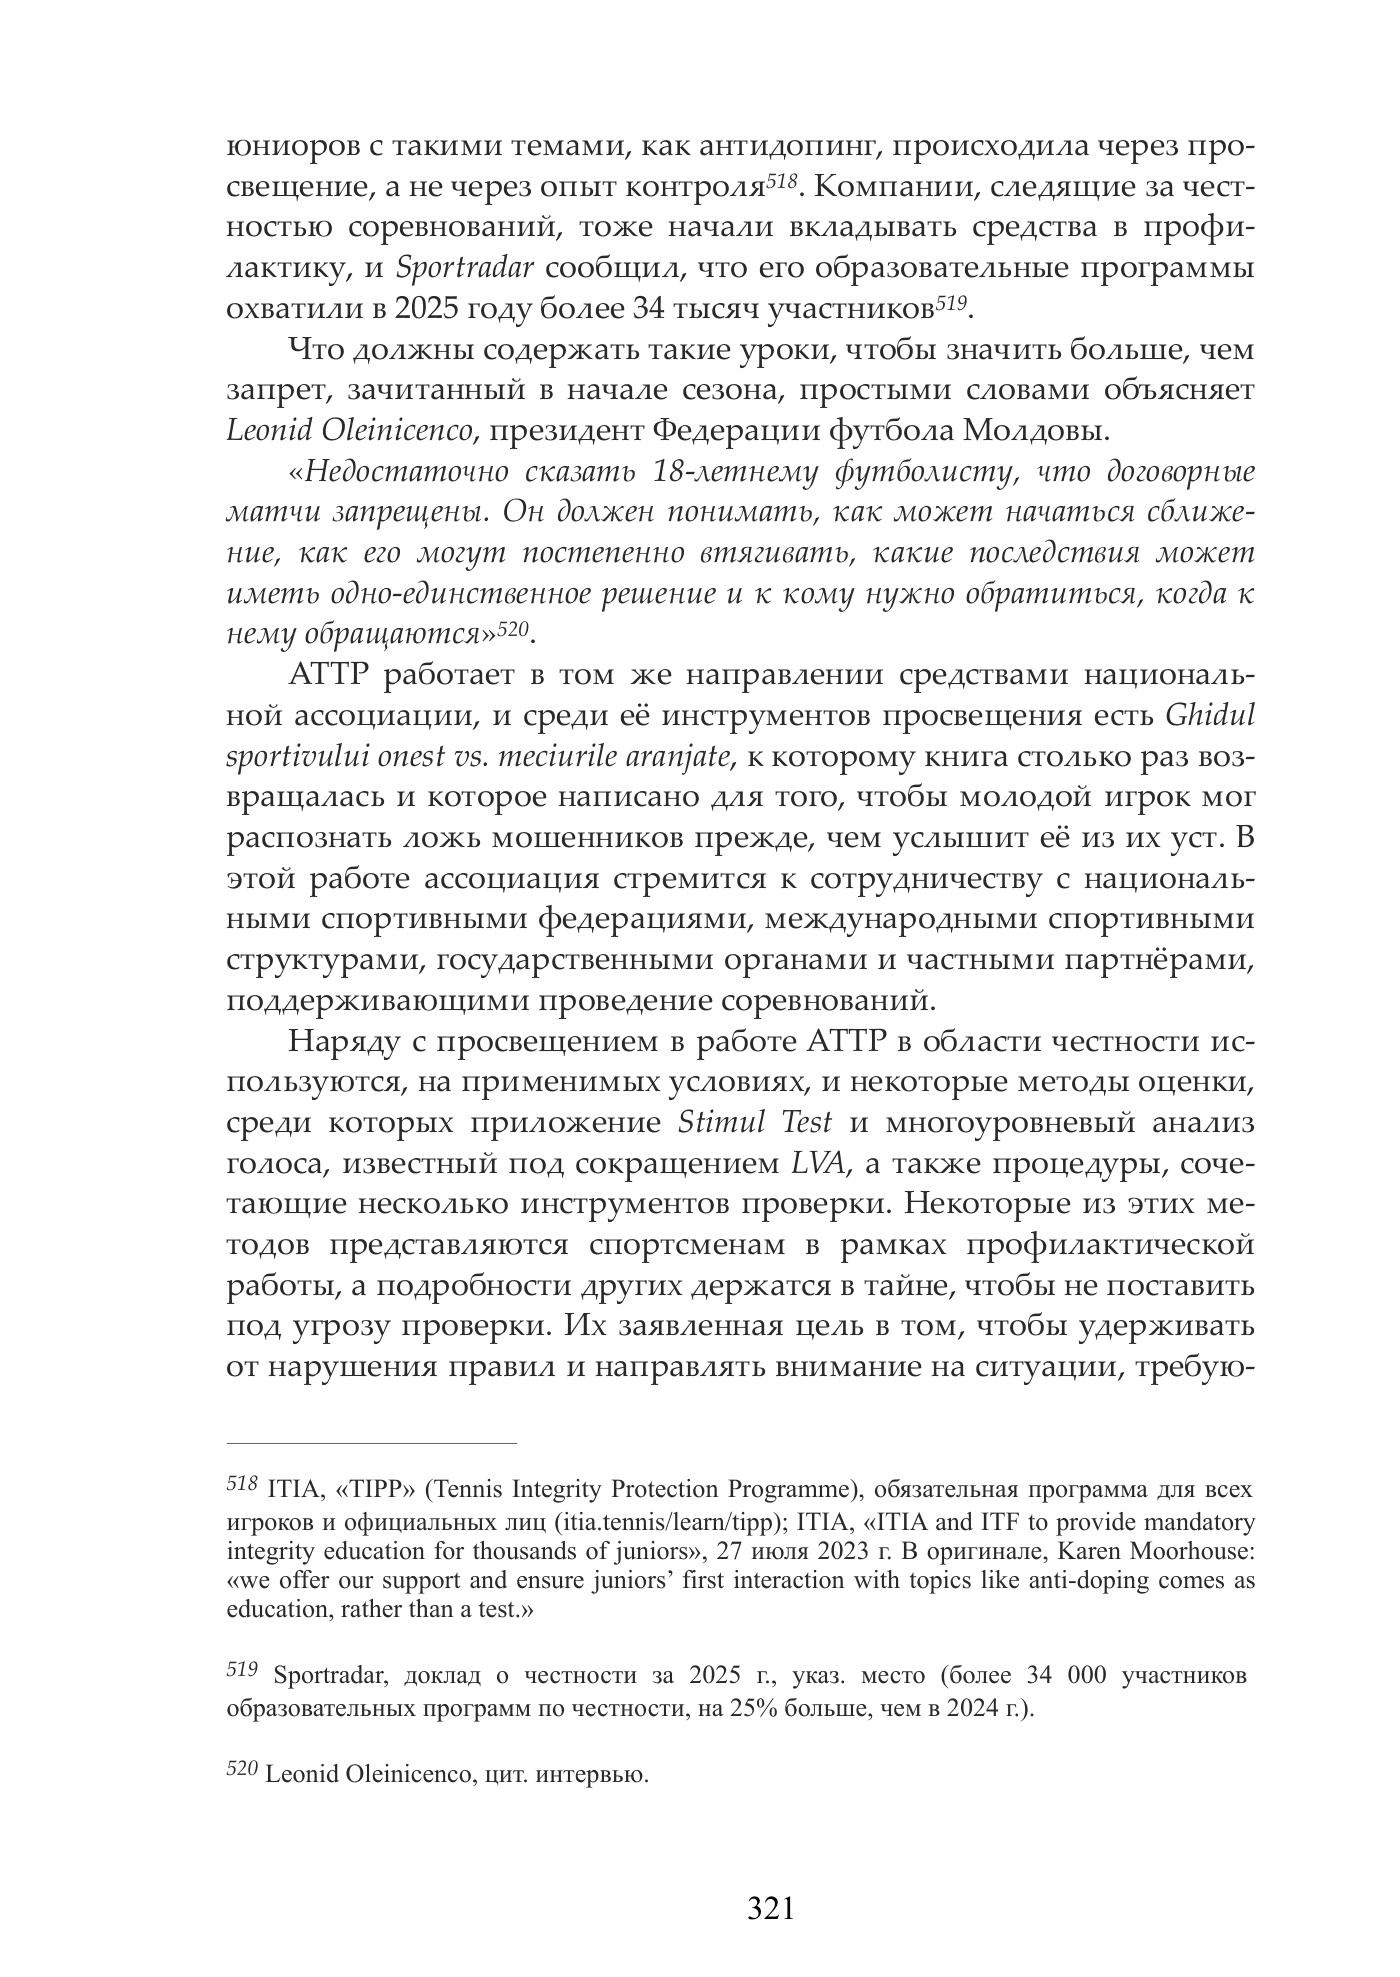 юниоров с такими темами, как антидопинг, происходила через про-
свещение, а не через опыт контроля518. Компании, следящие за чест-
ностью соревнований, тоже начали вкладывать средства в профи-
лактику, и Sportradar сообщил, что его образовательные программы
охватили в 2025 году более 34 тысяч участников519.
Что должны содержать такие уроки, чтобы значить больше, чем
запрет, зачитанный в начале сезона, простыми словами объясняет
Leonid Oleinicenco, президент Федерации футбола Молдовы.
«Недостаточно сказать 18-летнему футболисту, что договорные
матчи запрещены. Он должен понимать, как может начаться сближе-
ние, как его могут постепенно втягивать, какие последствия может
иметь одно-единственное решение и к кому нужно обратиться, когда к
нему обращаются»520.
АТТР работает в том же направлении средствами националь-
ной ассоциации, и среди её инструментов просвещения есть Ghidul
sportivului onest vs. meciurile aranjate, к которому книга столько раз воз-
вращалась и которое написано для того, чтобы молодой игрок мог
распознать ложь мошенников прежде, чем услышит её из их уст. В
этой работе ассоциация стремится к сотрудничеству с националь-
ными спортивными федерациями, международными спортивными
структурами, государственными органами и частными партнёрами,
поддерживающими проведение соревнований.
Наряду с просвещением в работе АТТР в области честности ис-
пользуются, на применимых условиях, и некоторые методы оценки,
среди которых приложение Stimul Test и многоуровневый анализ
голоса, известный под сокращением LVA, а также процедуры, соче-
тающие несколько инструментов проверки. Некоторые из этих ме-
тодов представляются спортсменам в рамках профилактической
работы, а подробности других держатся в тайне, чтобы не поставить
под угрозу проверки. Их заявленная цель в том, чтобы удерживать
от нарушения правил и направлять внимание на ситуации, требую-
518 ITIA, «TIPP» (Tennis Integrity Protection Programme), обязательная программа для всех
игроков и официальных лиц (itia.tennis/learn/tipp); ITIA, «ITIA and ITF to provide mandatory
integrity education for thousands of juniors», 27 июля 2023 г. В оригинале, Karen Moorhouse:
«we offer our support and ensure juniors’ first interaction with topics like anti-doping comes as
education, rather than a test.»
519 Sportradar, доклад о честности за 2025 г., указ. место (более 34 000 участников
образовательных программ по честности, на 25% больше, чем в 2024 г.).
520 Leonid Oleinicenco, цит. интервью.
321